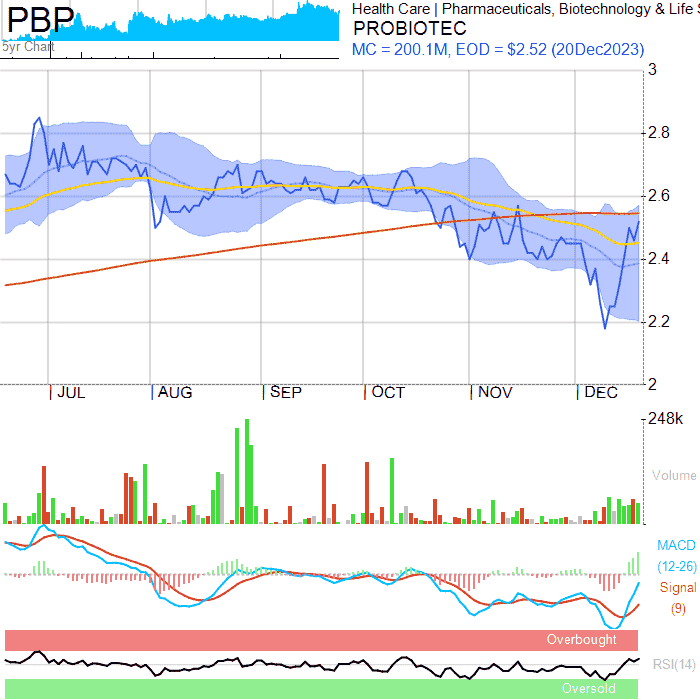 PBP
5yr Chart
Health Care | Pharmaceuticals, Biotechnology & Life S
PROBIOTEC
MC = 200.1M, EOD = $2.52 (20Dec2023)
3
2.8
2.6
2.4
2.2
2
JUL AUG SEP OCT NOV DEC
248k
Volume
MACD
(12-26)
Signal
(9)
Overbought
RSI(14)
Oversold